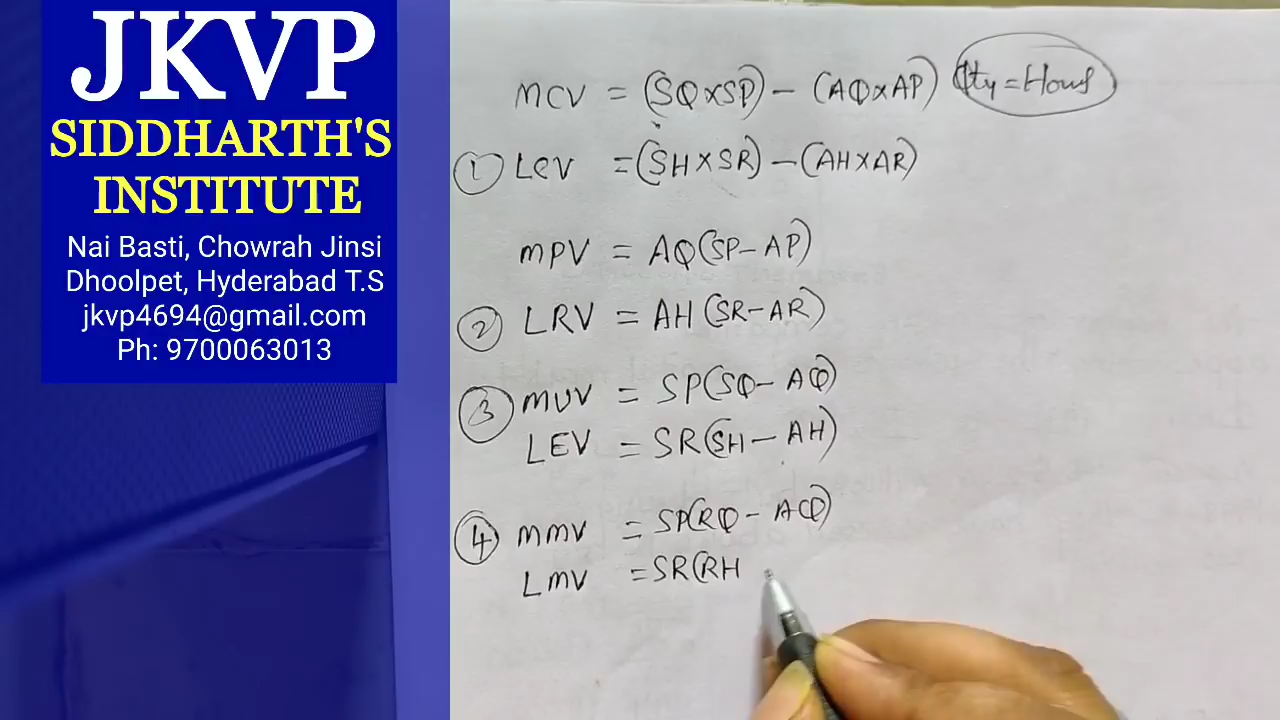 JKVP
SIDDHARTH'S
INSTITUTE
Nai Basti, Chowrah Jinsi
Dhoolpet, Hyderabad T.S
jkvp4694@gmail.com
Ph: 9700063013
MCV = (SQ×SP) − (AQ×AP) Qty = Hours
① LCV = (SH×SR) − (AH×AR)
MPV = AQ(SP−AP)
② LRV = AH(SR−AR)
③ MUV = SP(SQ−AQ)
LEV = SR(SH−AH)
④ MMV = SP(RQ−AQ)
LMV = SR(RH